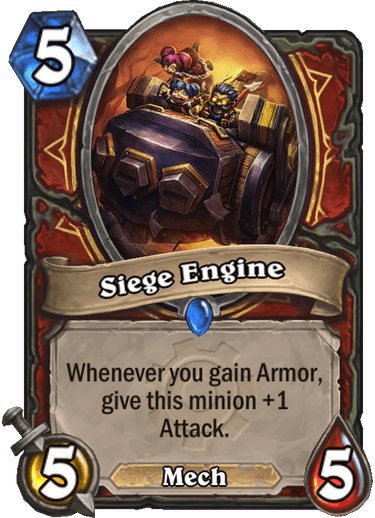 5
Siege Engine
Whenever you gain Armor,
give this minion +1
Attack.
5
Mech
5